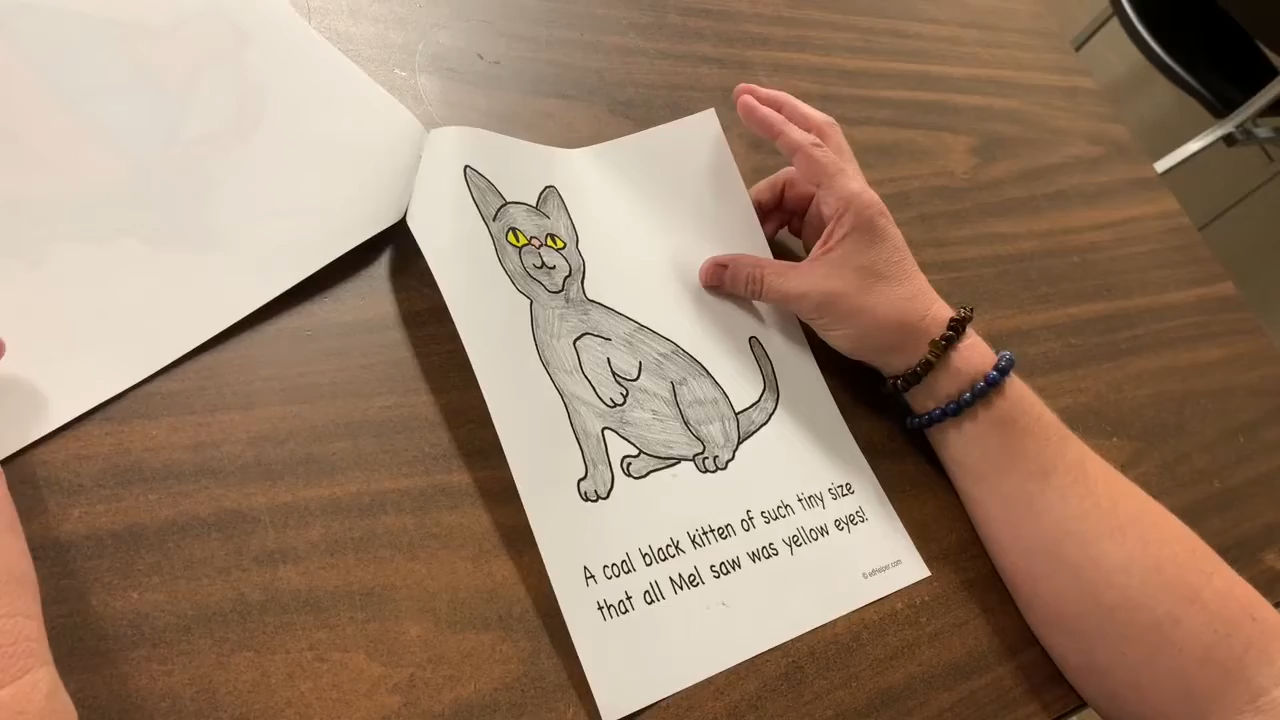 A coal black kitten of such tiny size
that all Mel saw was yellow eyes!
© edHelper.com